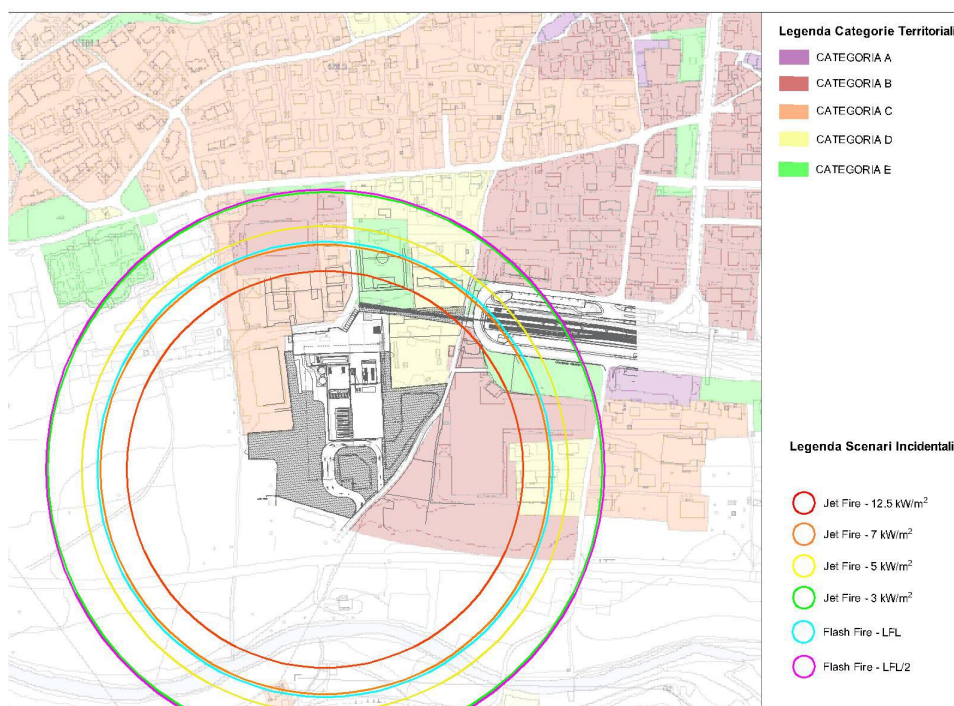 Legenda Categorie Territoriali
CATEGORIA A
CATEGORIA B
CATEGORIA C
CATEGORIA D
CATEGORIA E
Legenda Scenari Incidentali
Jet Fire - 12.5 kW/m²
Jet Fire - 7 kW/m²
Jet Fire - 5 kW/m²
Jet Fire - 3 kW/m²
Flash Fire - LFL
Flash Fire - LFL/2